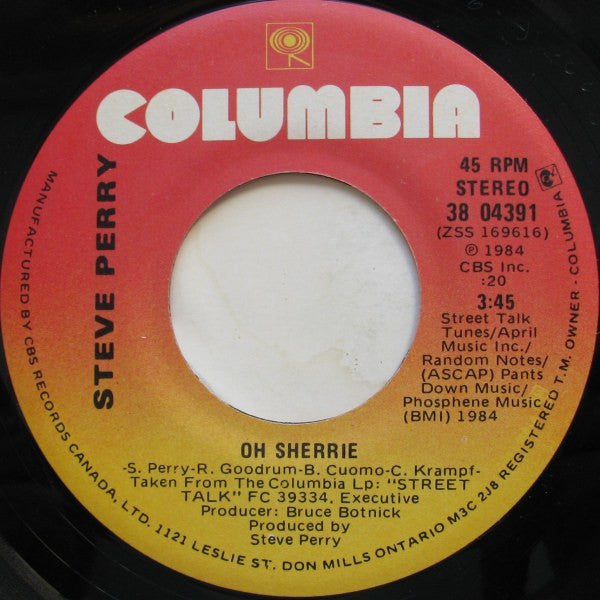 COLUMBIA
STEVE PERRY
45 RPM
STEREO
38 04391
(ZSS 169616)
℗ 1984
CBS Inc.
:20
3:45
Street Talk
Tunes/April
Music Inc./
Random Notes/
(ASCAP) Pants
Down Music/
Phosphene Music
(BMI) 1984
OH SHERRIE
-S. Perry-R. Goodrum-B. Cuomo-C. Krampf-
Taken From The Columbia Lp: "STREET
TALK" FC 39334. Executive
Producer: Bruce Botnick
Produced by
Steve Perry
MANUFACTURED BY CBS RECORDS CANADA, LTD. 1121 LESLIE ST. DON MILLS ONTARIO M3C 2J8 REGISTERED T.M. OWNER - COLUMBIA